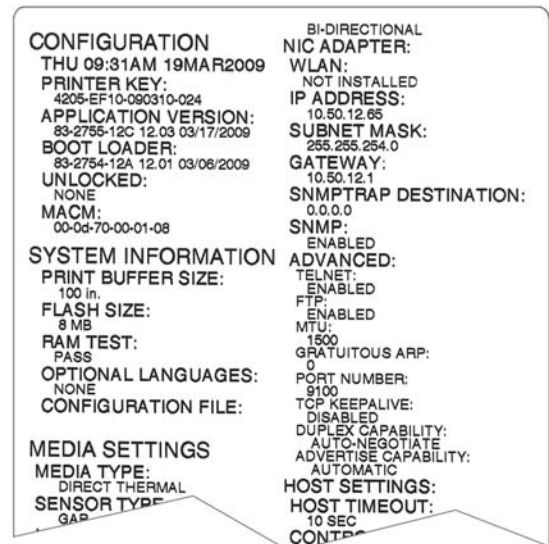 CONFIGURATION
THU 09:31AM 19MAR2009
PRINTER KEY:
4205-EF10-090310-024
APPLICATION VERSION:
83-2755-12C 12.03 03/17/2009
BOOT LOADER:
83-2754-12A 12.01 03/06/2009
UNLOCKED:
NONE
MACM:
00-0d-70-00-01-08
SYSTEM INFORMATION
PRINT BUFFER SIZE:
100 in.
FLASH SIZE:
8 MB
RAM TEST:
PASS
OPTIONAL LANGUAGES:
NONE
CONFIGURATION FILE:
MEDIA SETTINGS
MEDIA TYPE:
DIRECT THERMAL
SENSOR TYPE
GAP
BI-DIRECTIONAL
NIC ADAPTER:
WLAN:
NOT INSTALLED
IP ADDRESS:
10.50.12.65
SUBNET MASK:
255.255.254.0
GATEWAY:
10.50.12.1
SNMPTRAP DESTINATION:
0.0.0.0
SNMP:
ENABLED
ADVANCED:
TELNET:
ENABLED
FTP:
ENABLED
MTU:
1500
GRATUITOUS ARP:
0
PORT NUMBER:
9100
TCP KEEPALIVE:
DISABLED
DUPLEX CAPABILITY:
AUTO-NEGOTIATE
ADVERTISE CAPABILITY:
AUTOMATIC
HOST SETTINGS:
HOST TIMEOUT:
10 SEC